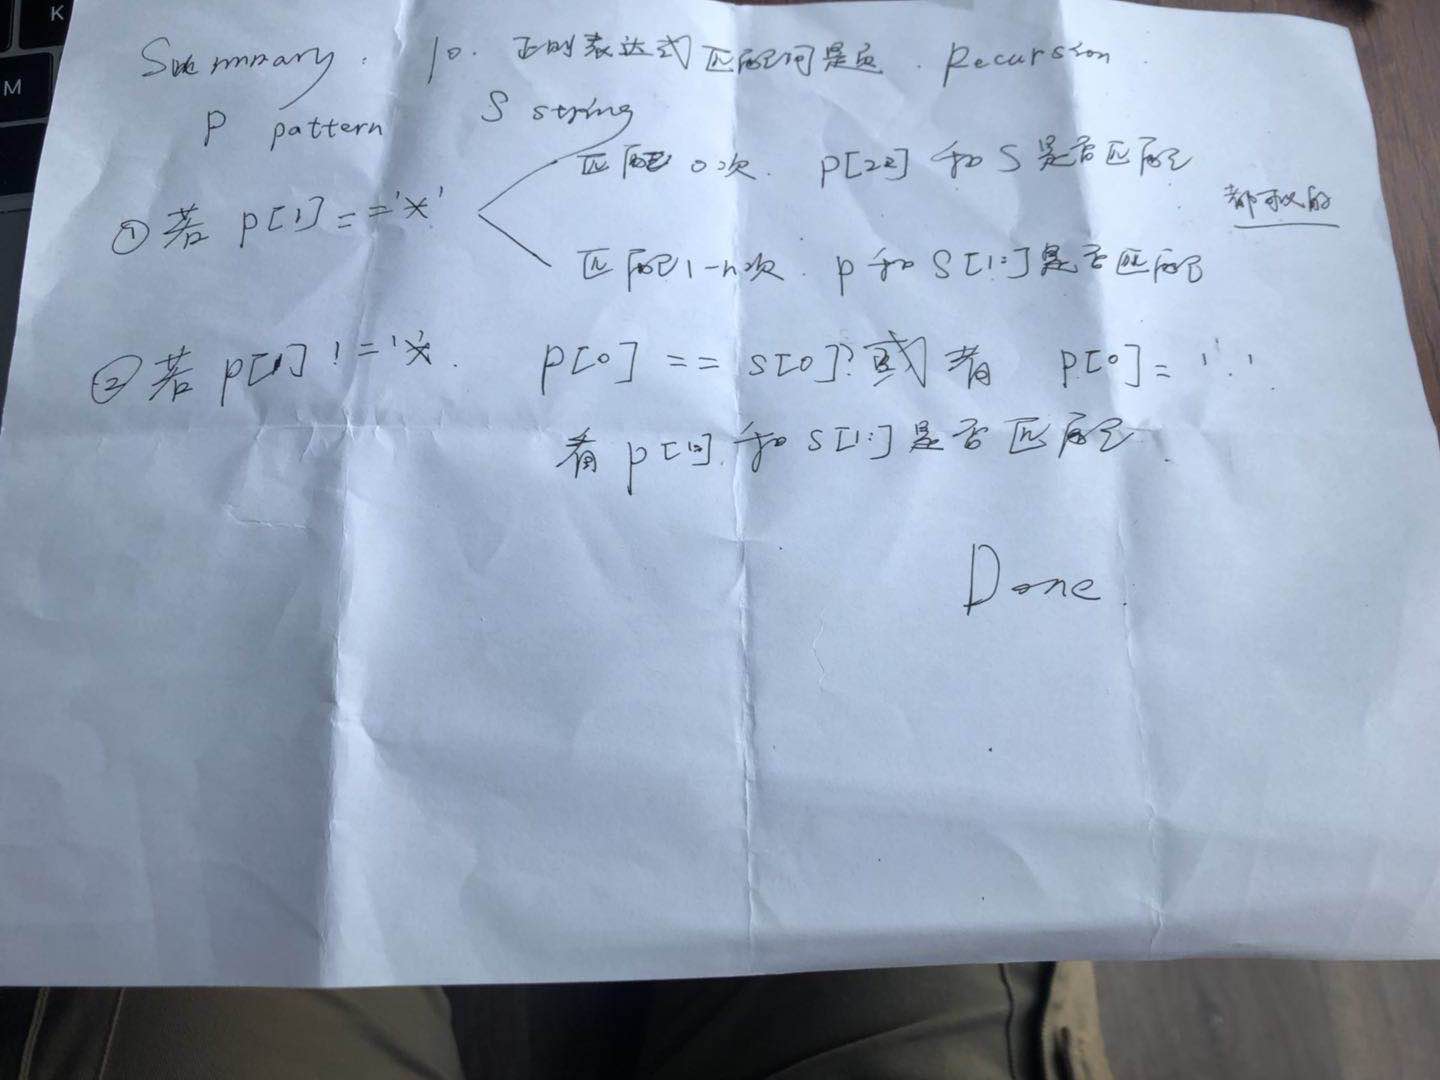 Summary. 10. 正则表达式匹配问题. Recursion
P pattern S string
匹配 0次. p[2:] 和 S 是否匹配
都可以的
① 若 p[1] == '*'
匹配 1-n次. p 和 S[1:] 是否匹配
② 若 p[1] != '*. p[0] == s[0]? 或者 p[0] = '.'
看 p[1:] 和 s[1:] 是否匹配.
Done.
K
M